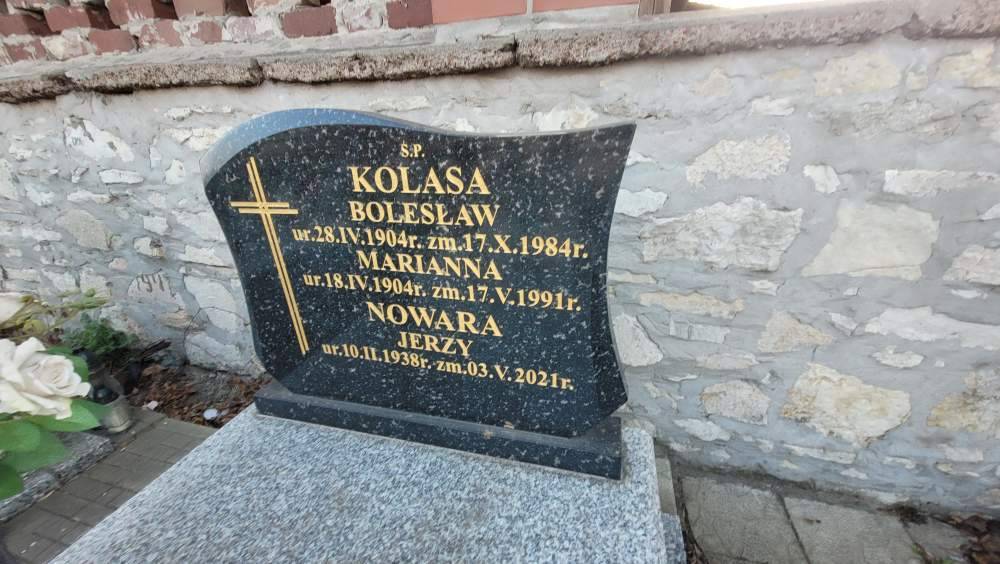 Ś.P.
KOLASA
BOLESŁAW
ur.28.IV.1904r. zm.17.X.1984r.
MARIANNA
ur.18.IV.1904r. zm.17.V.1991r.
NOWARA
JERZY
ur.10.II.1938r. zm.03.V.2021r.